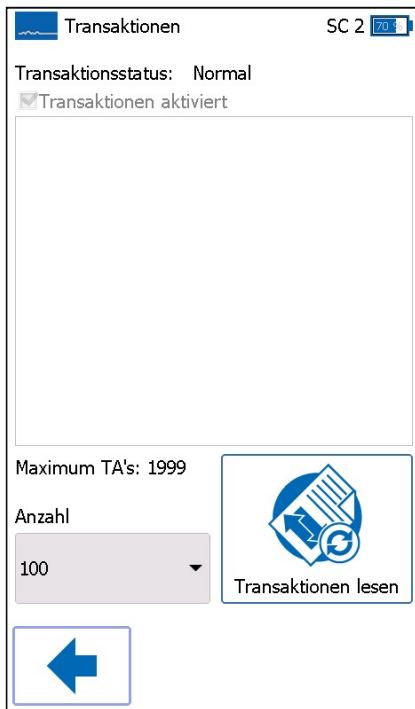 Transaktionen SC 2 70 %
Transaktionsstatus: Normal
Transaktionen aktiviert
Maximum TA's: 1999
Anzahl
100
Transaktionen lesen